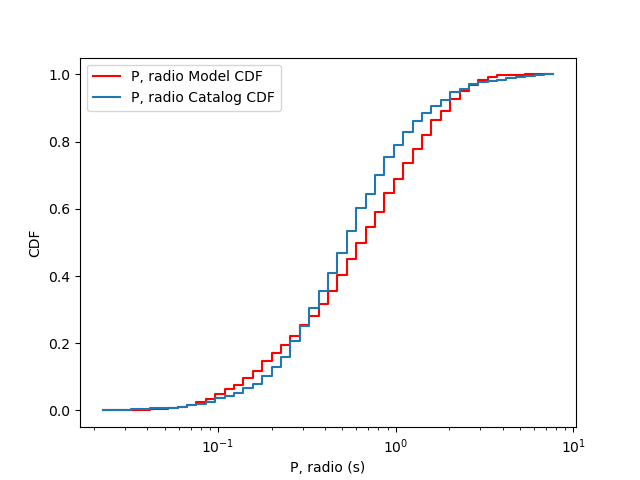 P, radio Model CDF
P, radio Catalog CDF
CDF
1.0
0.8
0.6
0.4
0.2
0.0
10⁻¹ 10⁰ 10¹
P, radio (s)